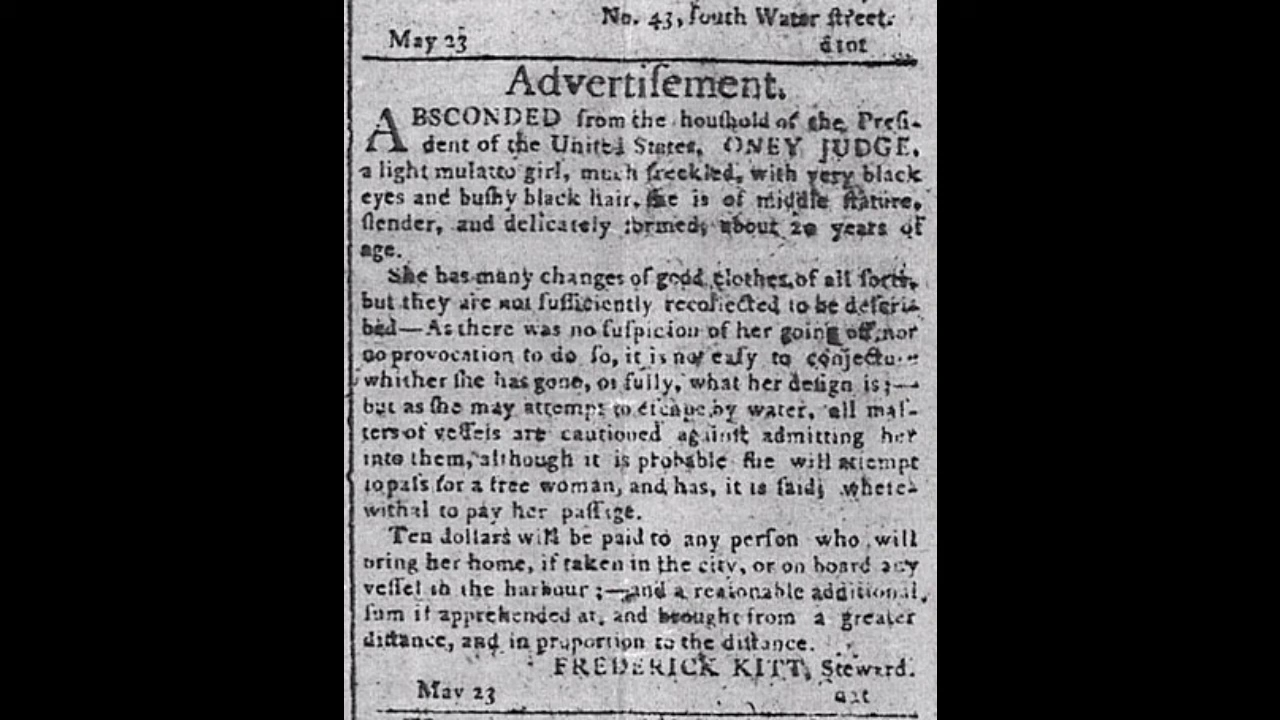 No. 43, ſouth Water ſtreet.
May 23 d10t
Advertiſement.
ABSCONDED from the houſhold of the Preſi-
dent of the United States, ONEY JUDGE,
a light mulatto girl, much freckled, with very black
eyes and buſhy black hair, ſhe is of middle ſtature,
ſlender, and delicately formed, about 20 years of
age.
She has many changes of good clothes of all ſorts,
but they are not ſufficiently recollected to be deſcri-
bed—As there was no ſuſpicion of her going off, nor
no provocation to do ſo, it is not eaſy to conjecture
whither ſhe has gone, or fully, what her deſign is;—
but as ſhe may attempt to eſcape by water, all maſ-
ters of veſſels are cautioned againſt admitting her
into them, although it is probable ſhe will attempt
to paſs for a free woman, and has, it is ſaid, where-
withal to pay her paſſage.
Ten dollars will be paid to any perſon who will
bring her home, if taken in the city, or on board any
veſſel in the harbour;—and a reaſonable additional
ſum if apprehended at, and brought from a greater
diſtance, and in proportion to the diſtance.
FREDERICK KITT, Steward.
May 23